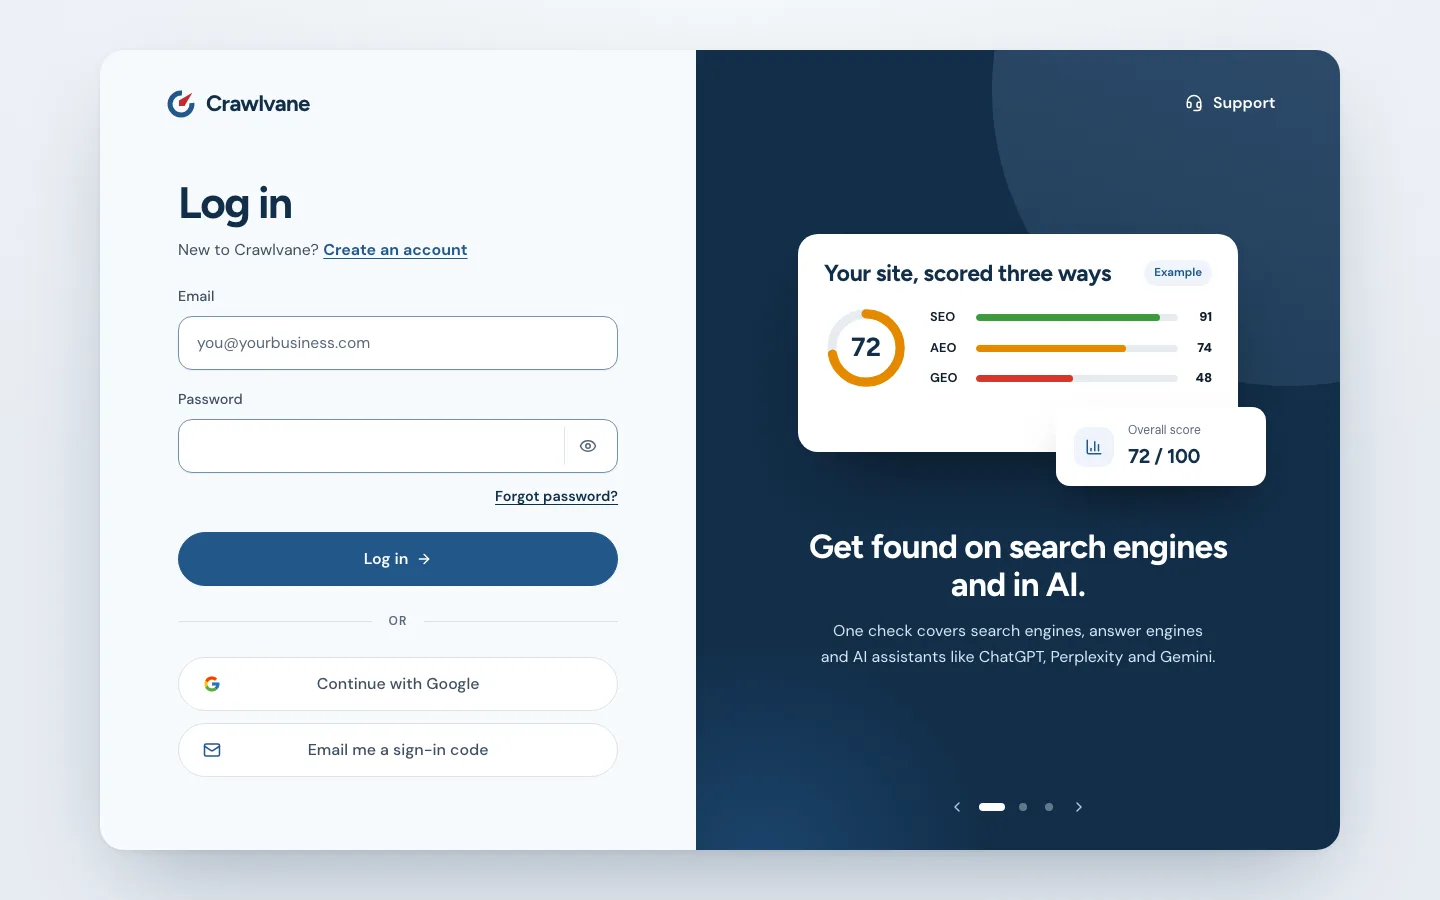 Crawlvane
Log in
New to Crawlvane? Create an account
Email
you@yourbusiness.com
Password
Forgot password?
Log in
OR
Continue with Google
Email me a sign-in code
Support
Your site, scored three ways
Example
72
SEO 91
AEO 74
GEO 48
Overall score
72 / 100
Get found on search engines
and in AI.
One check covers search engines, answer engines
and AI assistants like ChatGPT, Perplexity and Gemini.